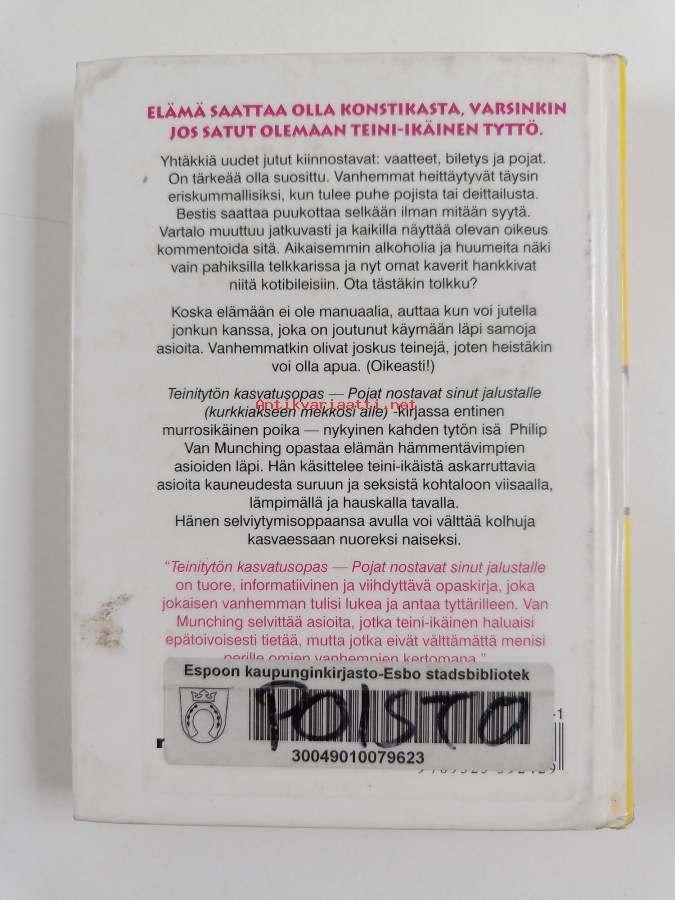 ELÄMÄ SAATTAA OLLA KONSTIKASTA, VARSINKIN
JOS SATUT OLEMAAN TEINI-IKÄINEN TYTTÖ.
Yhtäkkiä uudet jutut kiinnostavat: vaatteet, biletys ja pojat.
On tärkeää olla suosittu. Vanhemmat heittäytyvät täysin
eriskummallisiksi, kun tulee puhe pojista tai deittailusta.
Bestis saattaa puukottaa selkään ilman mitään syytä.
Vartalo muuttuu jatkuvasti ja kaikilla näyttää olevan oikeus
kommentoida sitä. Aikaisemmin alkoholia ja huumeita näki
vain pahiksilla telkkarissa ja nyt omat kaverit hankkivat
niitä kotibileisiin. Ota tästäkin tolkku?
Koska elämään ei ole manuaalia, auttaa kun voi jutella
jonkun kanssa, joka on joutunut käymään läpi samoja
asioita. Vanhemmatkin olivat joskus teinejä, joten heistäkin
voi olla apua. (Oikeasti!)
Teinitytön kasvatusopas — Pojat nostavat sinut jalustalle
Antikvariaatti.net
(kurkkiakseen mekkosi alle) -kirjassa entinen
murrosikäinen poika — nykyinen kahden tytön isä Philip
Van Munching opastaa elämän hämmentävimpien
asioiden läpi. Hän käsittelee teini-ikäistä askarruttavia
asioita kauneudesta suruun ja seksistä kohtaloon viisaalla,
lämpimällä ja hauskalla tavalla.
Hänen selviytymisoppaansa avulla voi välttää kolhuja
kasvaessaan nuoreksi naiseksi.
"Teinitytön kasvatusopas — Pojat nostavat sinut jalustalle
on tuore, informatiivinen ja viihdyttävä opaskirja, joka
jokaisen vanhemman tulisi lukea ja antaa tyttärilleen. Van
Munching selvittää asioita, jotka teini-ikäinen haluaisi
epätoivoisesti tietää, mutta jotka eivät välttämättä menisi
perille omien vanhempien kertomana."
Espoon kaupunginkirjasto-Esbo stadsbibliotek
POISTO
-1
30049010079623